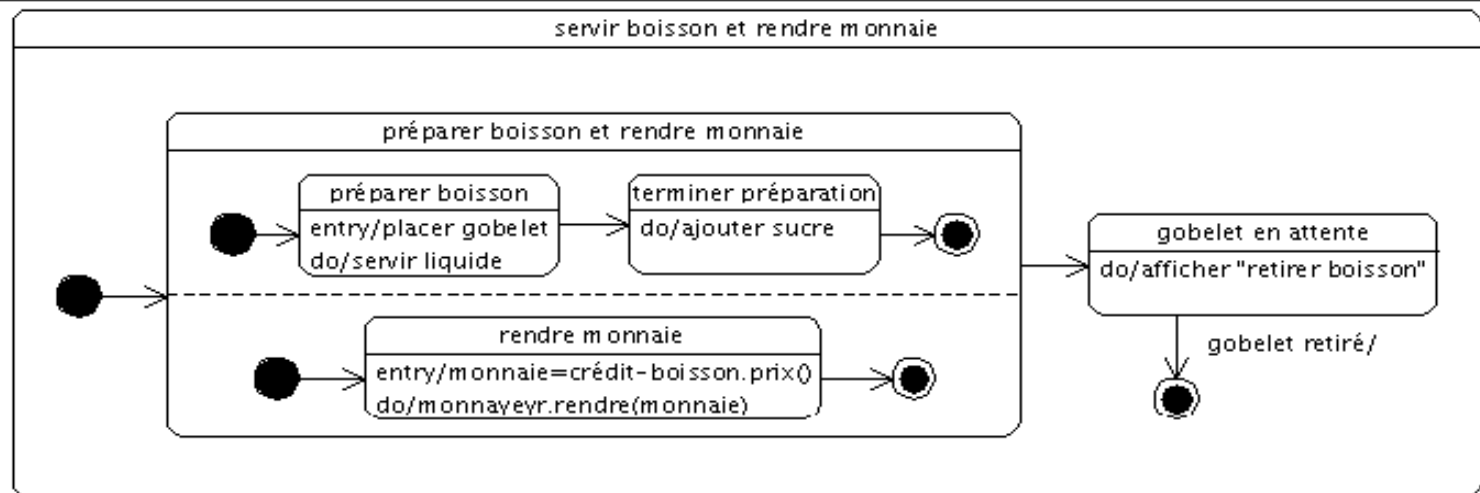 servir boisson et rendre monnaie
préparer boisson et rendre monnaie
préparer boisson
entry/placer gobelet
do/servir liquide
terminer préparation
do/ajouter sucre
gobelet en attente
do/afficher "retirer boisson"
gobelet retiré/
rendre monnaie
entry/monnaie=crédit-boisson.prix()
do/monnayeyr.rendre(monnaie)